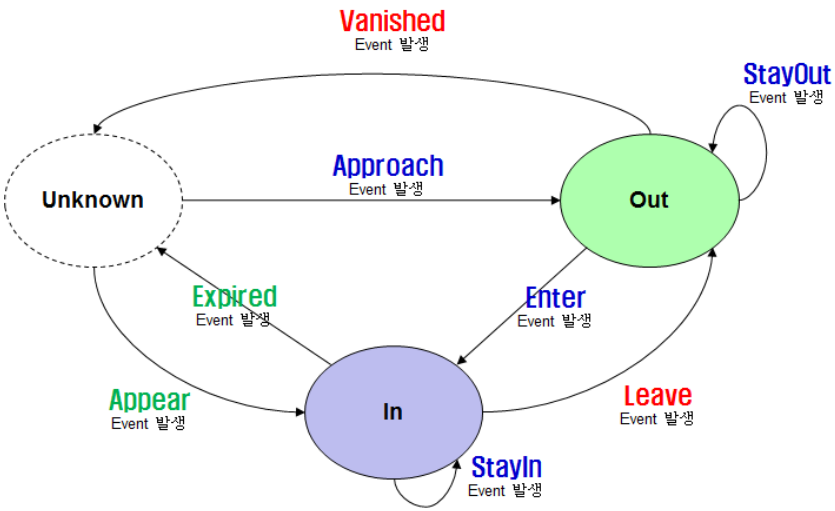 Vanished
Event 발생
StayOut
Event 발생
Approach
Event 발생
Unknown
Out
Expired
Event 발생
Enter
Event 발생
Appear
Event 발생
In
Leave
Event 발생
StayIn
Event 발생